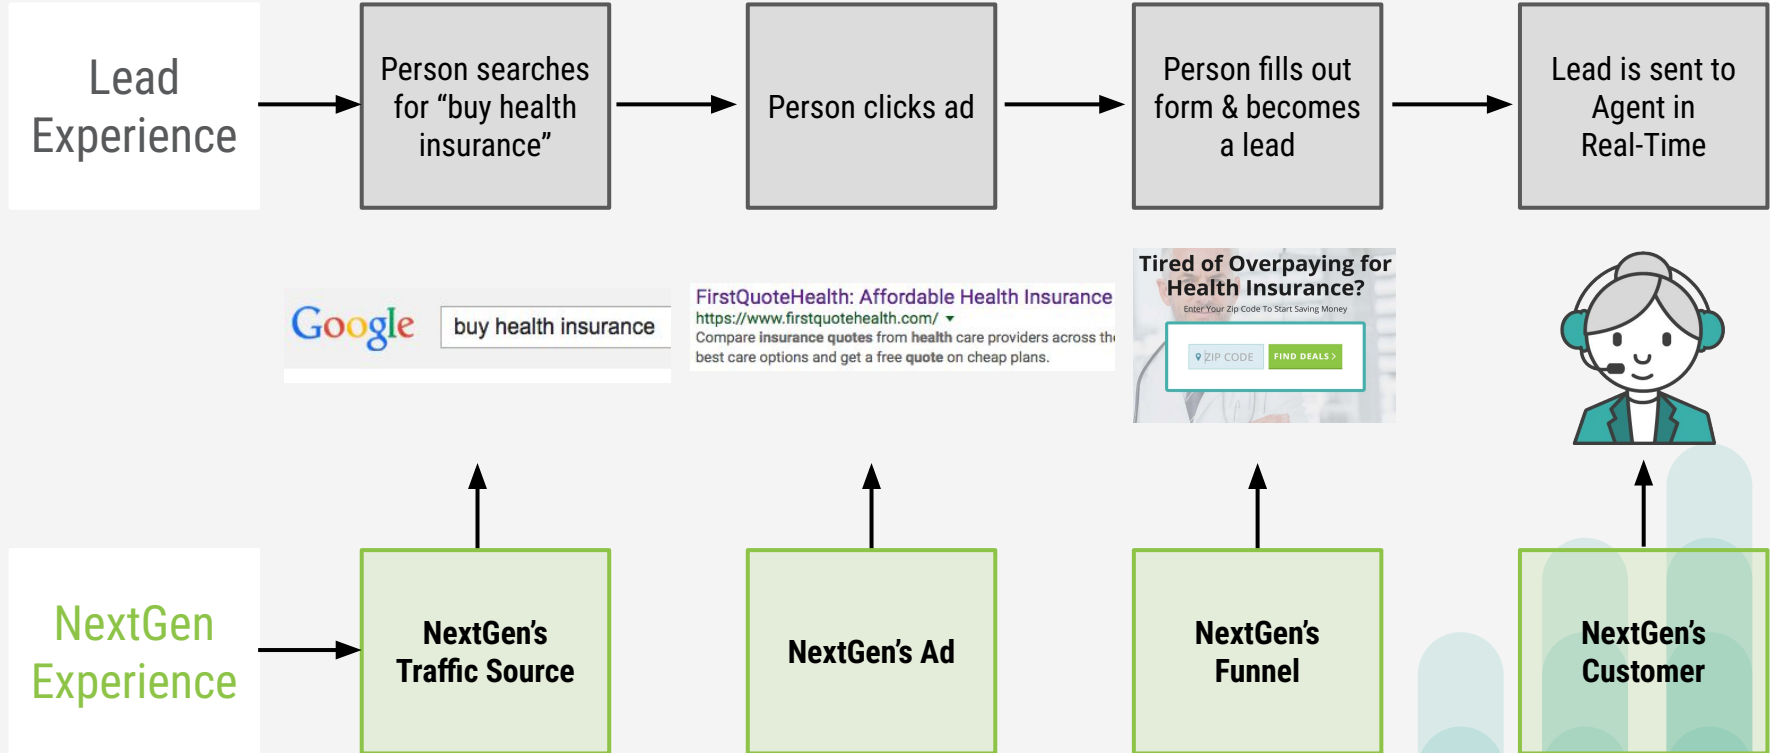 Lead
Experience
Person searches
for “buy health
insurance”
Person clicks ad
Person fills out
form & becomes
a lead
Lead is sent to
Agent in
Real-Time
Google
buy health insurance
FirstQuoteHealth: Affordable Health Insurance
https://www.firstquotehealth.com/
Compare insurance quotes from health care providers across
best care options and get a free quote on cheap plans.
Tired of Overpaying for
Health Insurance?
Enter Your Zip Code To Start Saving Money
ZIP CODE
FIND DEALS >
NextGen
Experience
NextGen’s
Traffic Source
NextGen’s Ad
NextGen’s
Funnel
NextGen’s
Customer